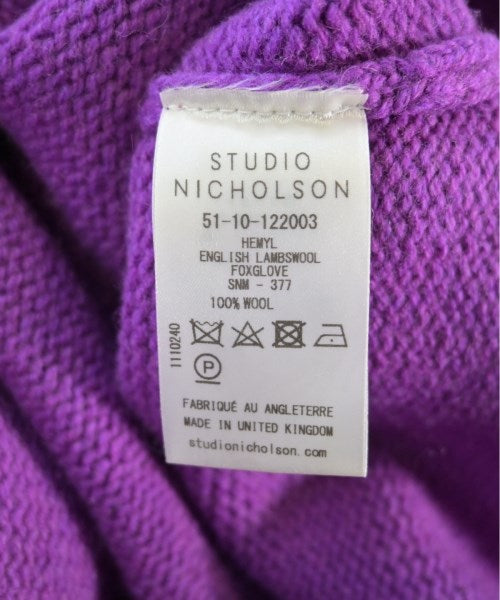 STUDIO
NICHOLSON
51-10-122003
HEMYL
ENGLISH LAMBSWOOL
FOXGLOVE
SNM - 377
100% WOOL
1110240
P
FABRIQUÉ AU ANGLETERRE
MADE IN UNITED KINGDOM
studionicholson.com